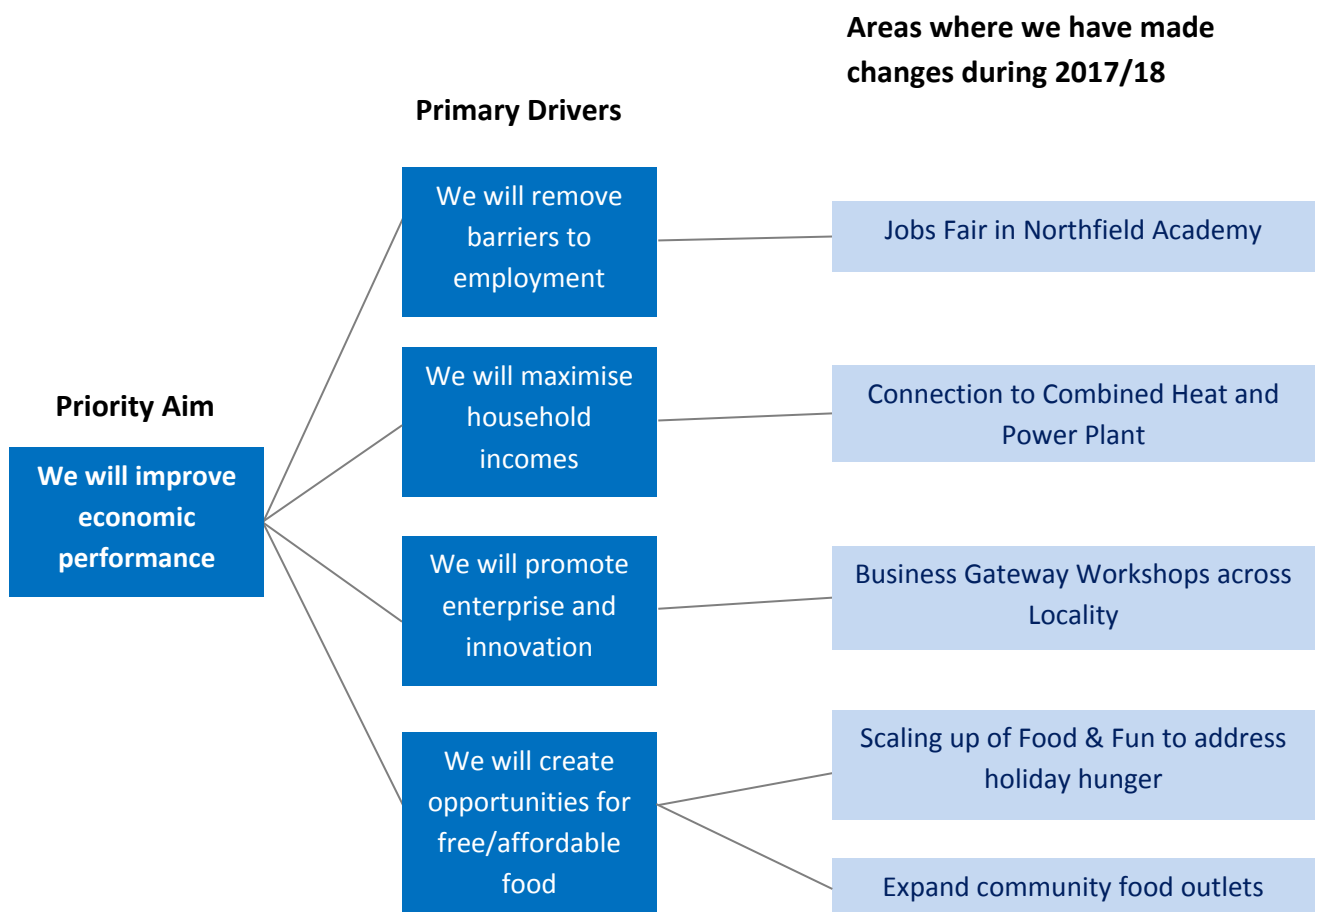 Areas where we have made
changes during 2017/18
Primary Drivers
We will remove
barriers to
employment
Jobs Fair in Northfield Academy
We will maximise
household
incomes
Connection to Combined Heat and
Power Plant
Priority Aim
We will improve
economic
performance
We will promote
enterprise and
innovation
Business Gateway Workshops across
Locality
We will create
opportunities for
free/affordable
food
Scaling up of Food & Fun to address
holiday hunger
Expand community food outlets